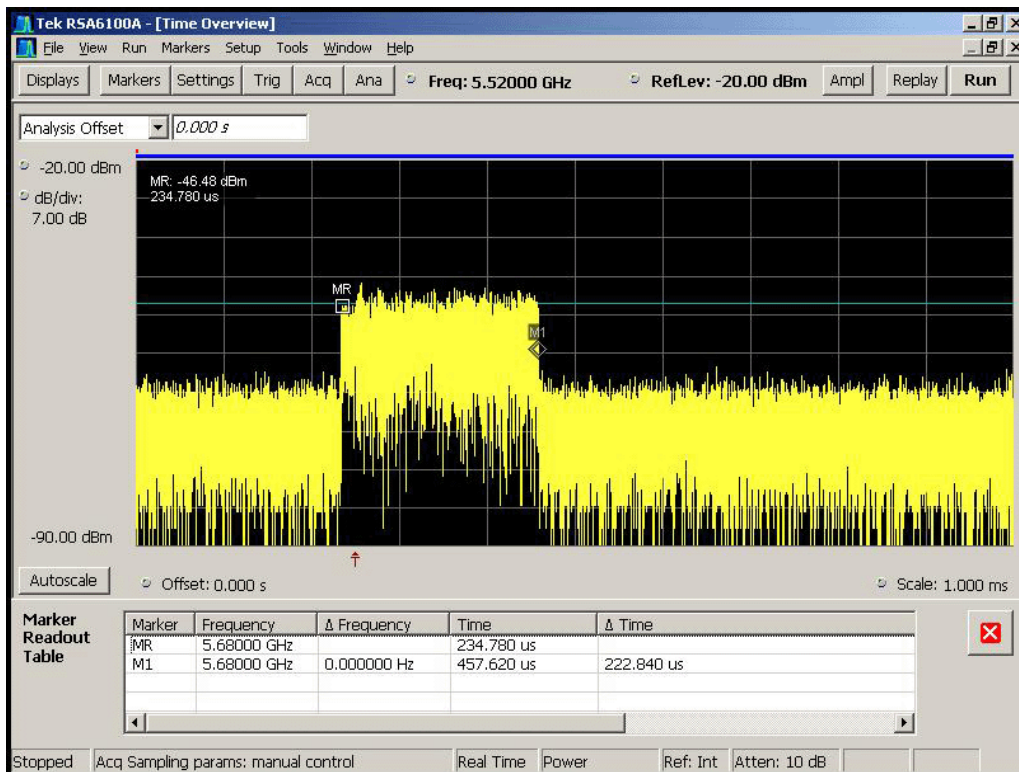 Tek RSA6100A - [Time Overview]
File View Run Markers Setup Tools Window Help
Displays Markers Settings Trig Acq Ana Freq: 5.52000 GHz RefLev: -20.00 dBm Ampl Replay Run
Analysis Offset 0.000 s
-20.00 dBm
dB/div:
7.00 dB
MR: -46.48 dBm
234.780 us
MR
M1
-90.00 dBm
Autoscale Offset: 0.000 s Scale: 1.000 ms
Marker Readout Table
Marker Frequency Δ Frequency Time Δ Time
MR 5.68000 GHz 234.780 us
M1 5.68000 GHz 0.000000 Hz 457.620 us 222.840 us
Stopped Acq Sampling params: manual control Real Time Power Ref: Int Atten: 10 dB